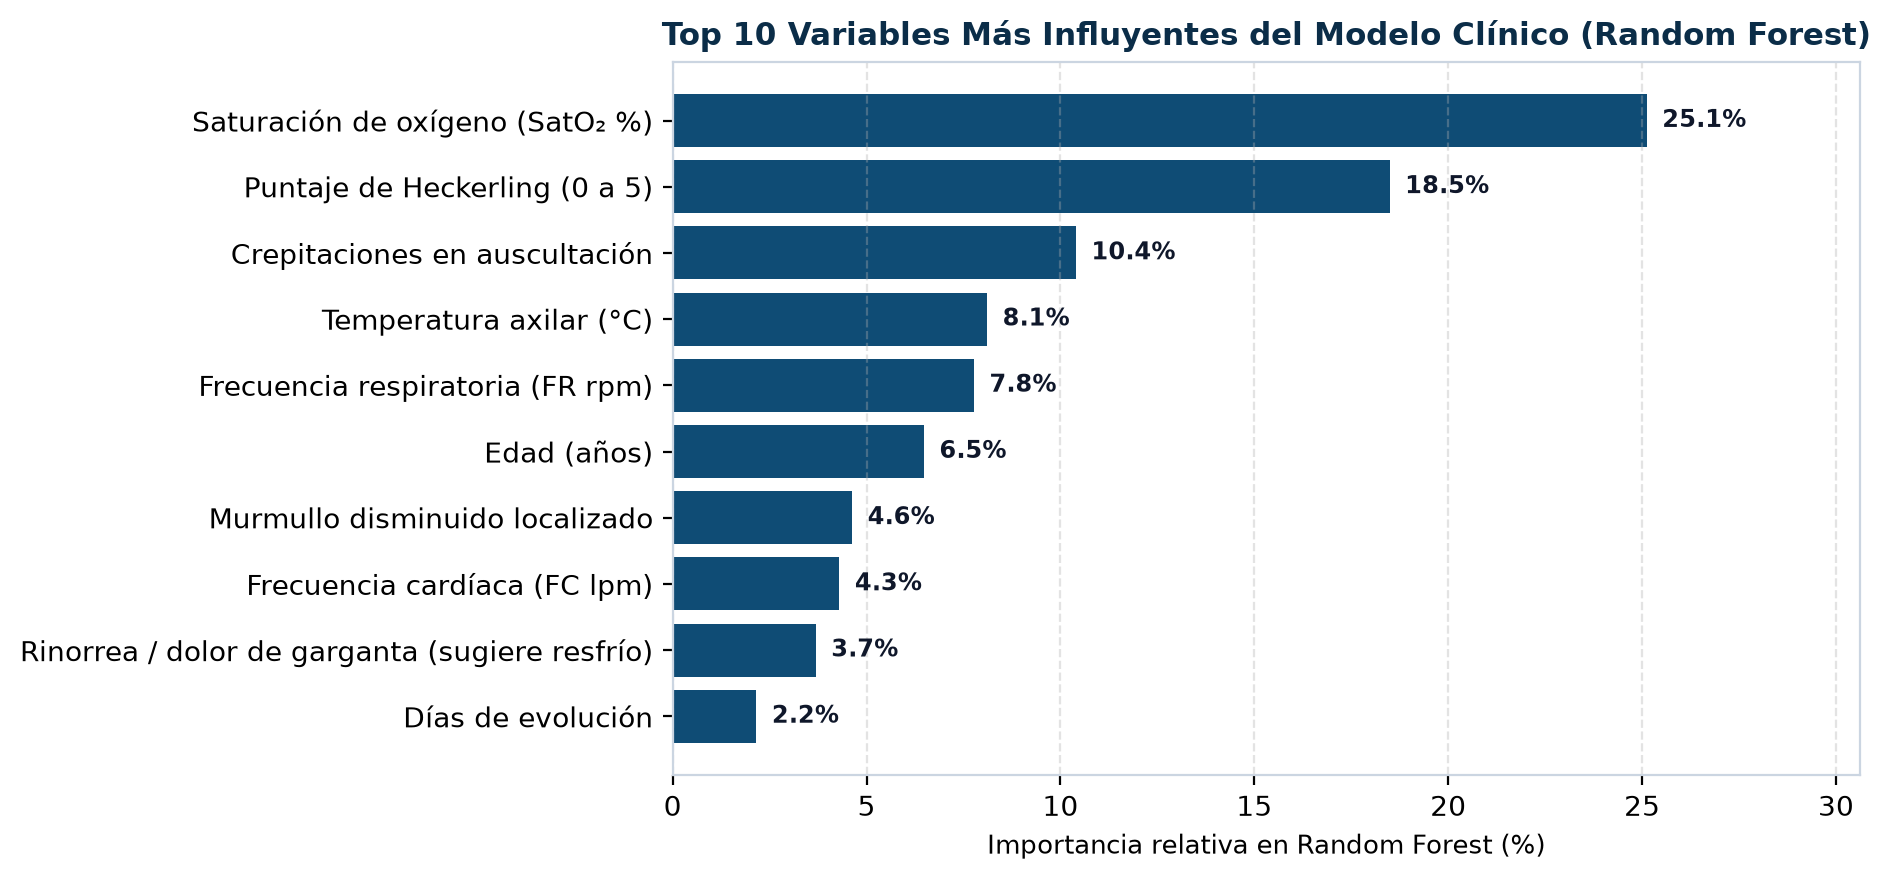 Top 10 Variables Más Influyentes del Modelo Clínico (Random Forest)
Saturación de oxígeno (SatO₂ %) 25.1%
Puntaje de Heckerling (0 a 5) 18.5%
Crepitaciones en auscultación 10.4%
Temperatura axilar (°C) 8.1%
Frecuencia respiratoria (FR rpm) 7.8%
Edad (años) 6.5%
Murmullo disminuido localizado 4.6%
Frecuencia cardíaca (FC lpm) 4.3%
Rinorrea / dolor de garganta (sugiere resfrío) 3.7%
Días de evolución 2.2%
0 5 10 15 20 25 30
Importancia relativa en Random Forest (%)